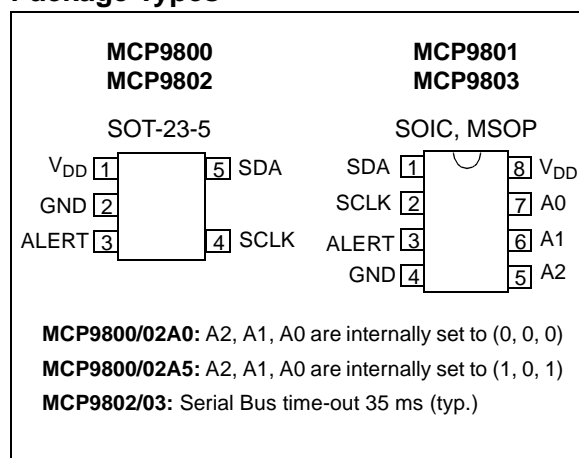 Package Types
MCP9800
MCP9802
SOT-23-5
VDD 1
5 SDA
GND 2
ALERT 3
4 SCLK
MCP9801
MCP9803
SOIC, MSOP
SDA 1
8 VDD
SCLK 2
7 A0
ALERT 3
6 A1
GND 4
5 A2
MCP9800/02A0: A2, A1, A0 are internally set to (0, 0, 0)
MCP9800/02A5: A2, A1, A0 are internally set to (1, 0, 1)
MCP9802/03: Serial Bus time-out 35 ms (typ.)